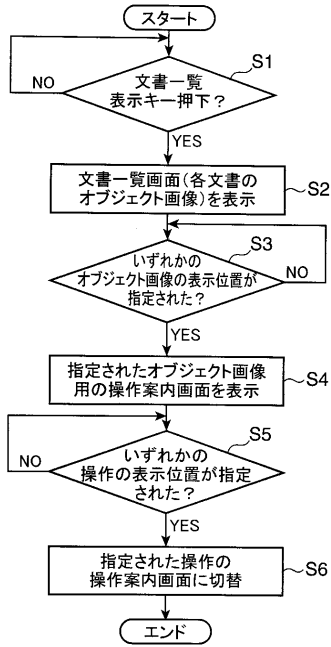 スタート
S1
文書一覧
表示キー押下？
NO
YES
文書一覧画面(各文書の
オブジェクト画像)を表示
S2
S3
いずれかの
オブジェクト画像の表示位置が
指定された？
NO
YES
指定されたオブジェクト画像
用の操作案内画面を表示
S4
S5
いずれかの
操作の表示位置が指定
された？
NO
YES
指定された操作の
操作案内画面に切替
S6
エンド